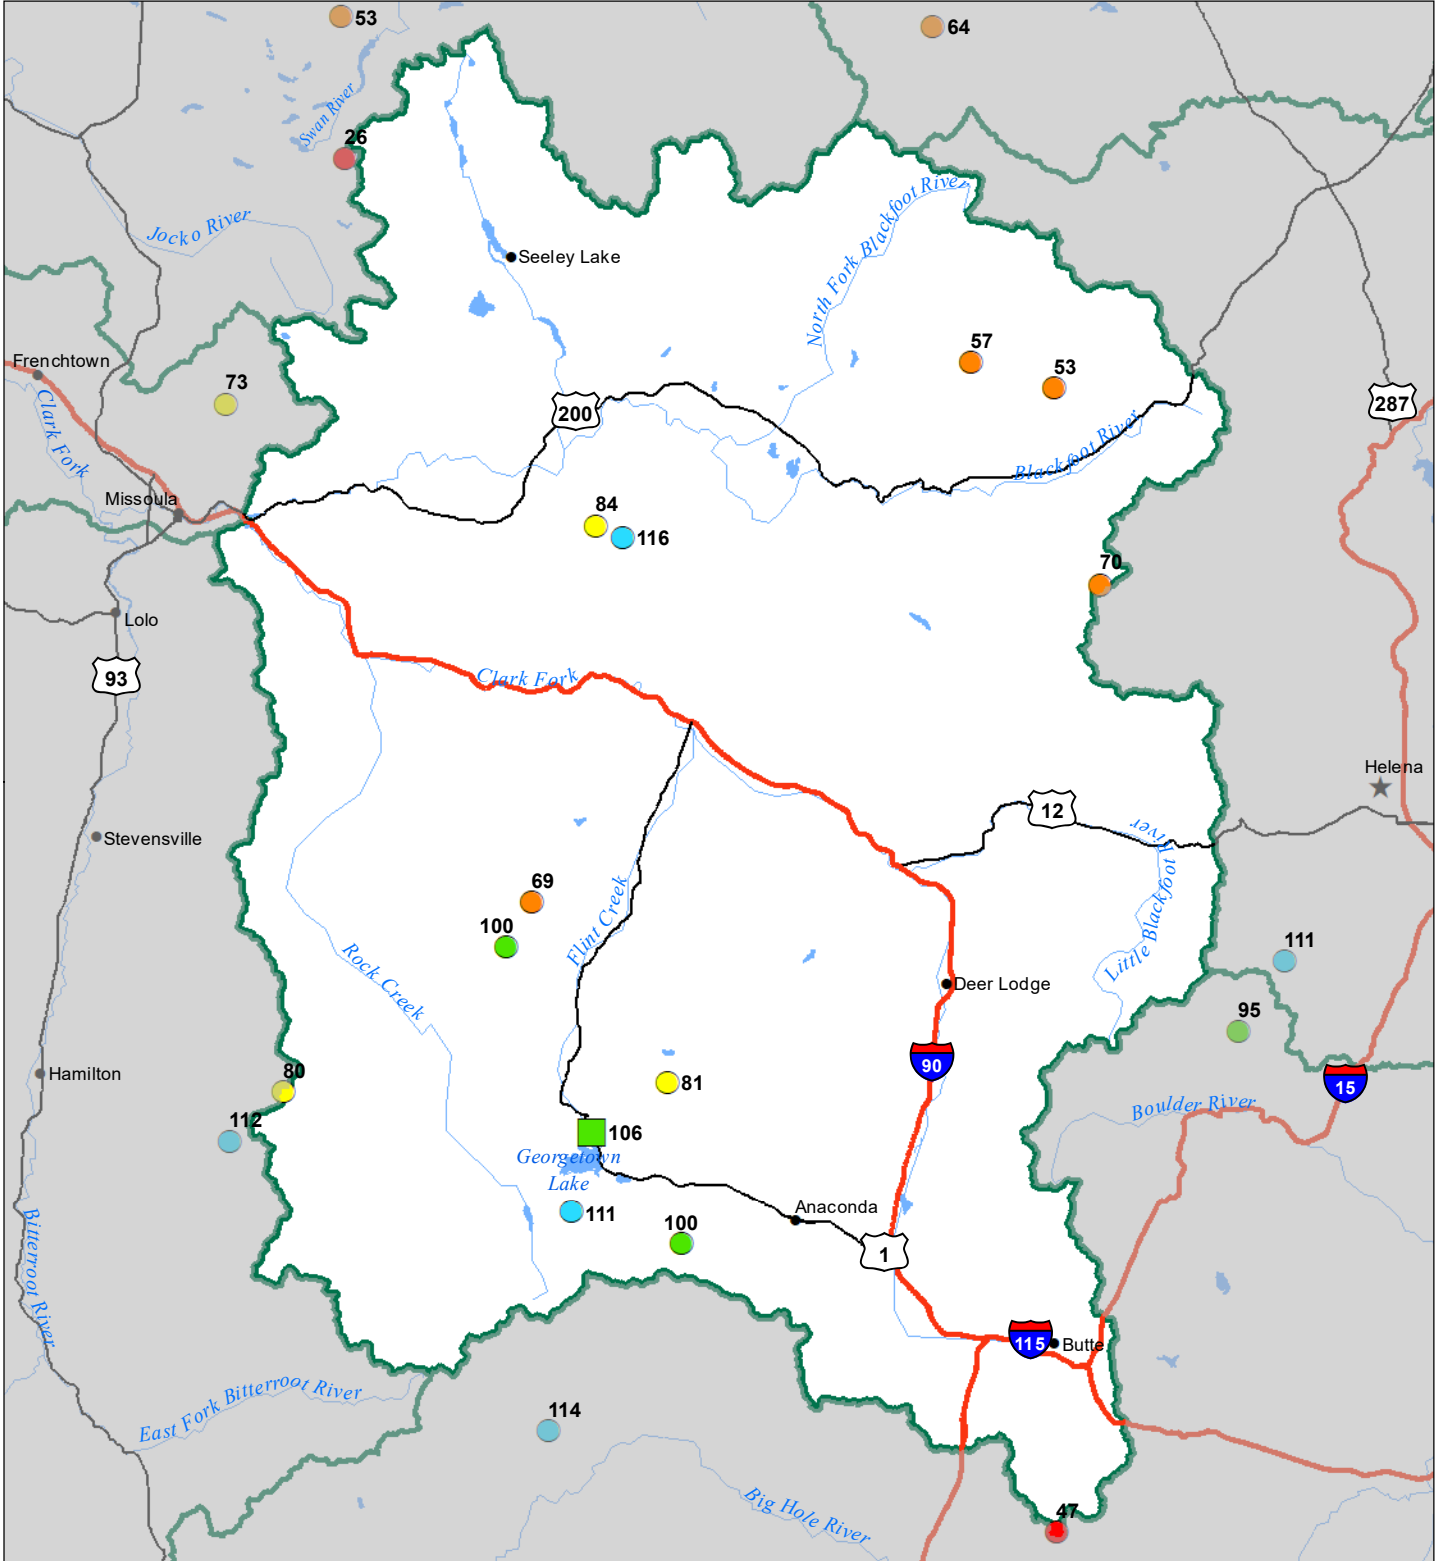 53
64
Swan River
26
Jocko River
North Fork Blackfoot River
Seeley Lake
Frenchtown
57
53
73
200
287
Clark Fork
Blackfoot River
Missoula
84
116
70
Lolo
93
Clark Fork
Helena
12
Stevensville
Little Blackfoot River
69
Flint Creek
100
111
Rock Creek
Deer Lodge
95
90
Hamilton
80
81
15
112
106
Boulder River
Georgetown
Lake
111
100
Anaconda
1
Bitterroot River
115
Butte
East Fork Bitterroot River
114
Big Hole River
47